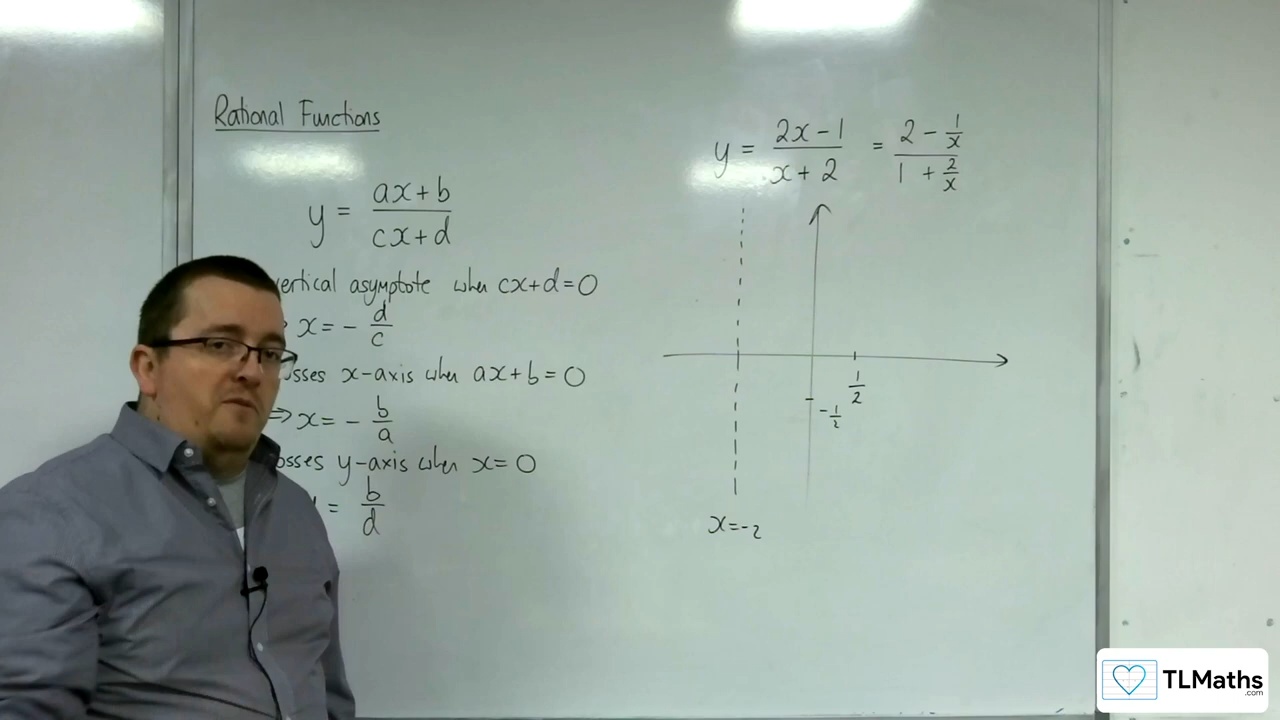 Rational Functions
y = (ax+b)/(cx+d)
vertical asymptote when cx+d=0
x = - d/c
x-axis when ax+b=0
⇒ x = - b/a
y-axis when x=0
= b/d
y = (2x-1)/(x+2) = (2 - 1/x)/(1 + 2/x)
1/2
-1/2
x=-2
TLMaths
.com